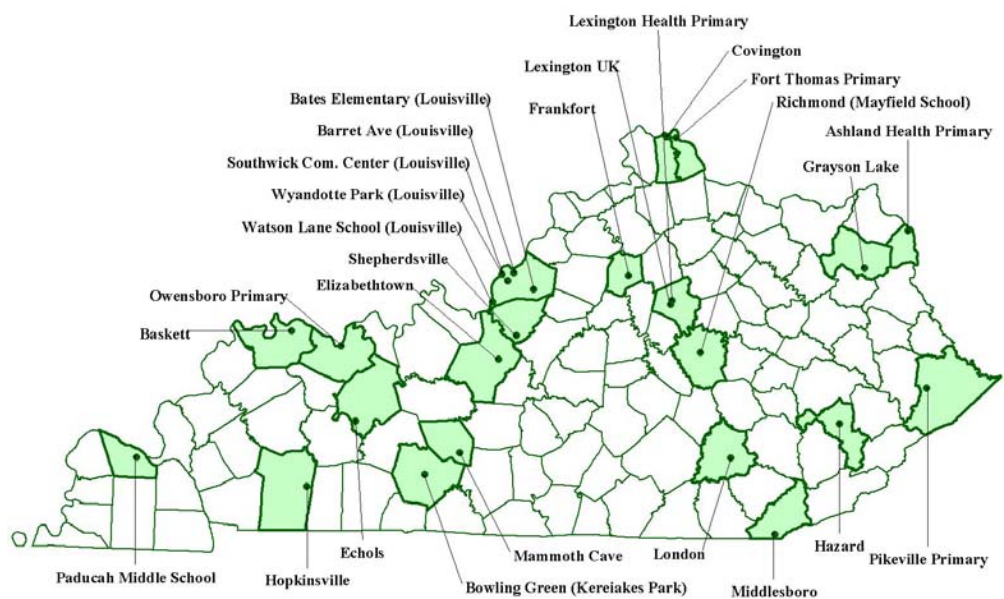 Lexington Health Primary
Covington
Lexington UK
Fort Thomas Primary
Bates Elementary (Louisville)
Frankfort
Richmond (Mayfield School)
Barret Ave (Louisville)
Ashland Health Primary
Southwick Com. Center (Louisville)
Grayson Lake
Wyandotte Park (Louisville)
Watson Lane School (Louisville)
Shepherdsville
Elizabethtown
Owensboro Primary
Baskett
Echols
Mammoth Cave
London
Hazard
Pikeville Primary
Paducah Middle School
Hopkinsville
Bowling Green (Kereiakes Park)
Middlesboro